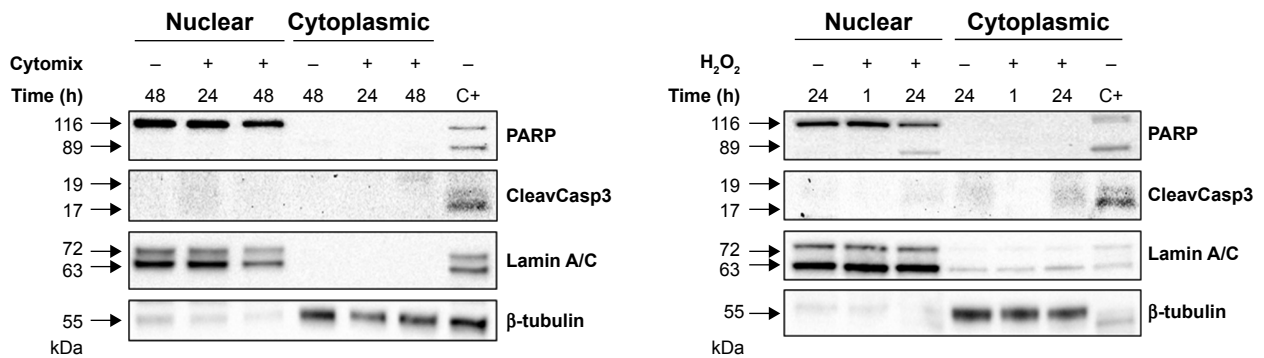 Nuclear Cytoplasmic
Cytomix – + + – + + –
Time (h) 48 24 48 48 24 48 C+
116 PARP
89
19 CleavCasp3
17
72 Lamin A/C
63
55 β-tubulin
kDa
Nuclear Cytoplasmic
H₂O₂ – + + – + + –
Time (h) 24 1 24 24 1 24 C+
116 PARP
89
19 CleavCasp3
17
72 Lamin A/C
63
55 β-tubulin
kDa